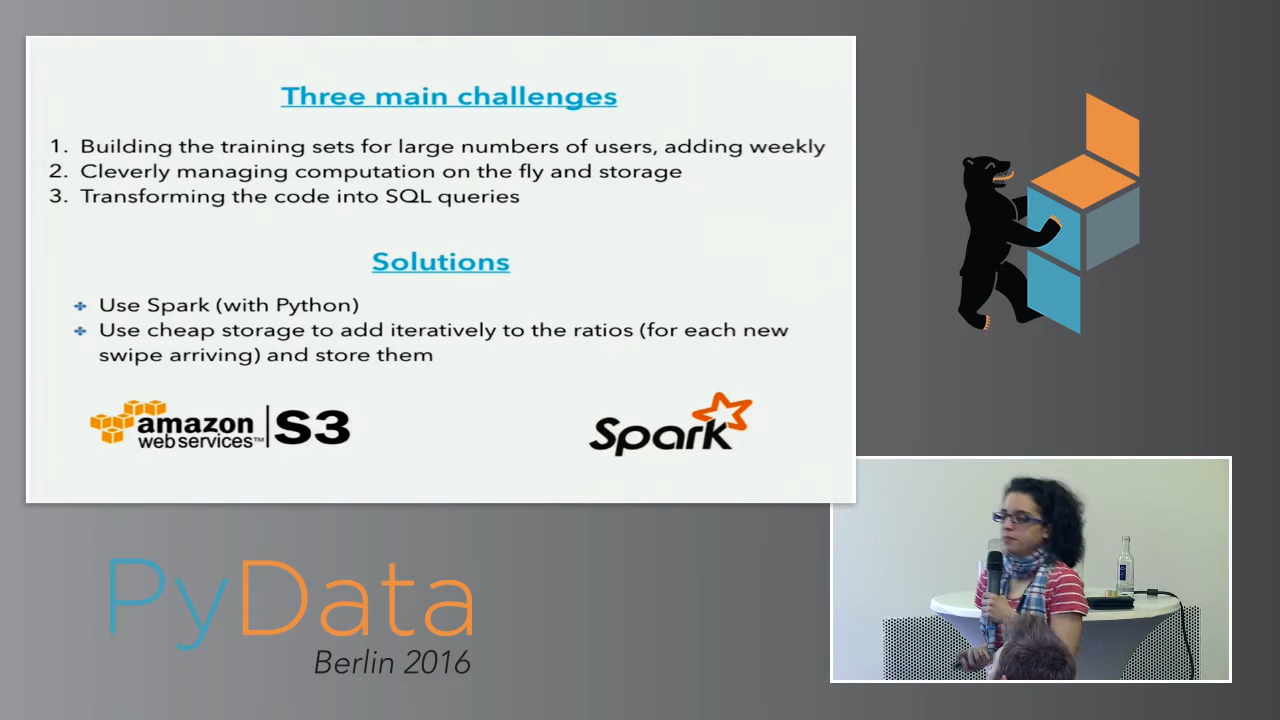 Three main challenges
1. Building the training sets for large numbers of users, adding weekly
2. Cleverly managing computation on the fly and storage
3. Transforming the code into SQL queries
Solutions
Use Spark (with Python)
Use cheap storage to add iteratively to the ratios (for each new
swipe arriving) and store them
amazon
web services™
S3
Spark
PyData
Berlin 2016